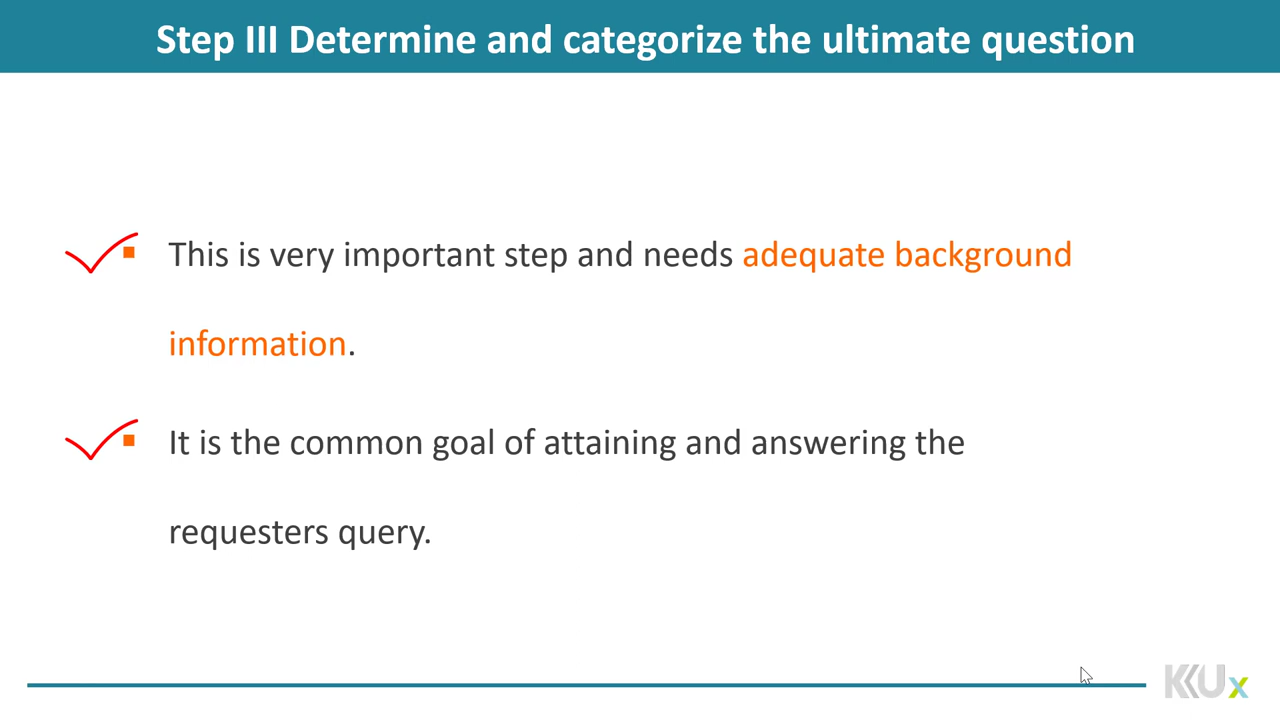 Step III Determine and categorize the ultimate question
This is very important step and needs adequate background
information.
It is the common goal of attaining and answering the
requesters query.
KKUx